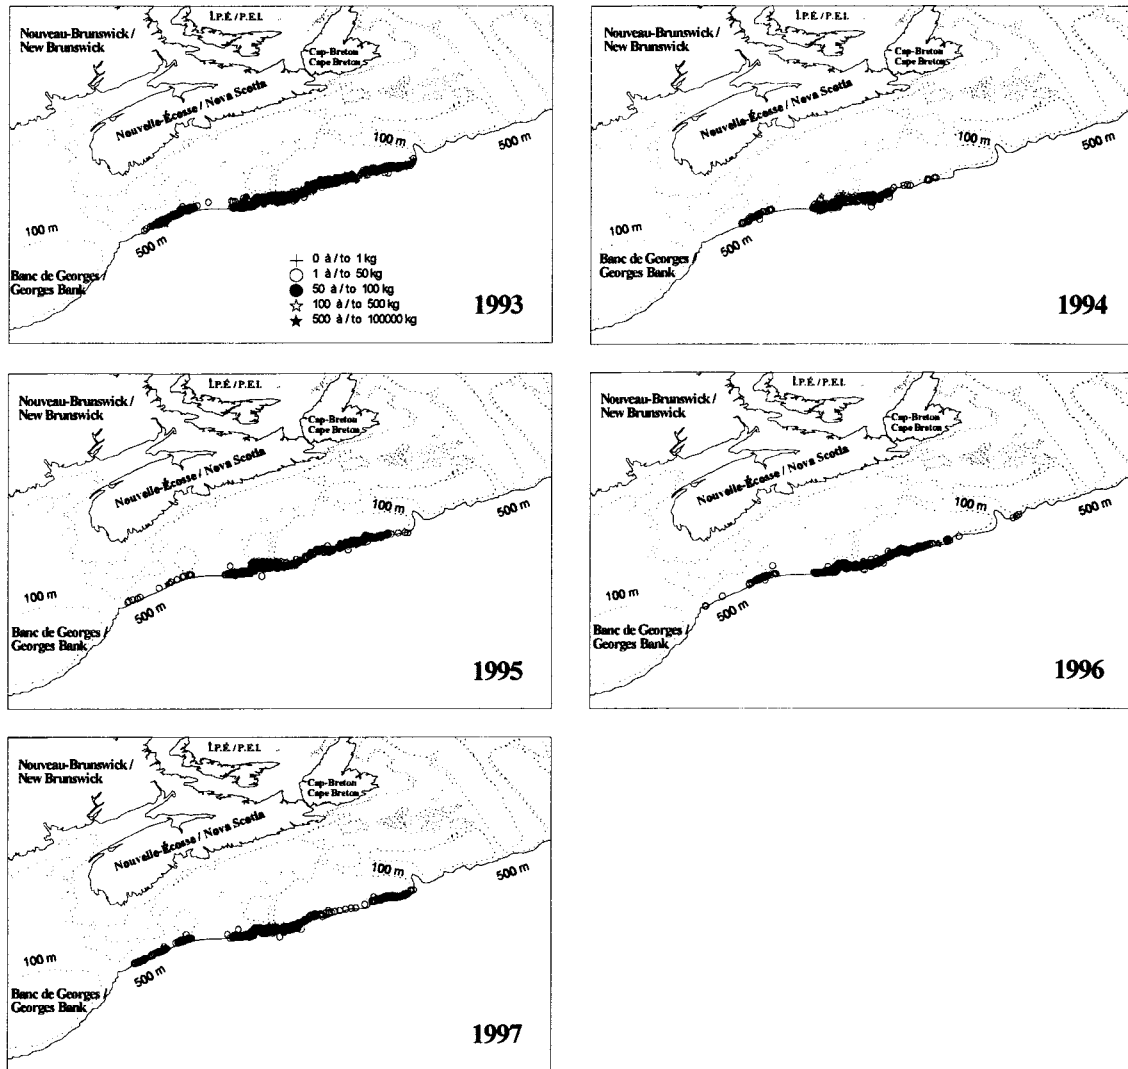 Nouveau-Brunswick /
New Brunswick
Î.P.É / P.E.I.
Cap-Breton
Cape Breton
Nouvelle-Écosse / Nova Scotia
100 m
500 m
100 m
500 m
Banc de Georges /
Georges Bank
0 à / to 1 kg
1 à / to 50 kg
50 à / to 100 kg
100 à / to 500 kg
500 à / to 100000 kg
1993
Nouveau-Brunswick /
New Brunswick
Î.P.É / P.E.I.
Cap-Breton
Cape Breton
Nouvelle-Écosse / Nova Scotia
100 m
500 m
100 m
500 m
Banc de Georges /
Georges Bank
1994
Nouveau-Brunswick /
New Brunswick
Î.P.É / P.E.I.
Cap-Breton
Cape Breton
Nouvelle-Écosse / Nova Scotia
100 m
500 m
100 m
500 m
Banc de Georges /
Georges Bank
1995
Nouveau-Brunswick /
New Brunswick
Î.P.É / P.E.I.
Cap-Breton
Cape Breton
Nouvelle-Écosse / Nova Scotia
100 m
500 m
100 m
500 m
Banc de Georges /
Georges Bank
1996
Nouveau-Brunswick /
New Brunswick
Î.P.É / P.E.I.
Cap-Breton
Cape Breton
Nouvelle-Écosse / Nova Scotia
100 m
500 m
100 m
500 m
Banc de Georges /
Georges Bank
1997